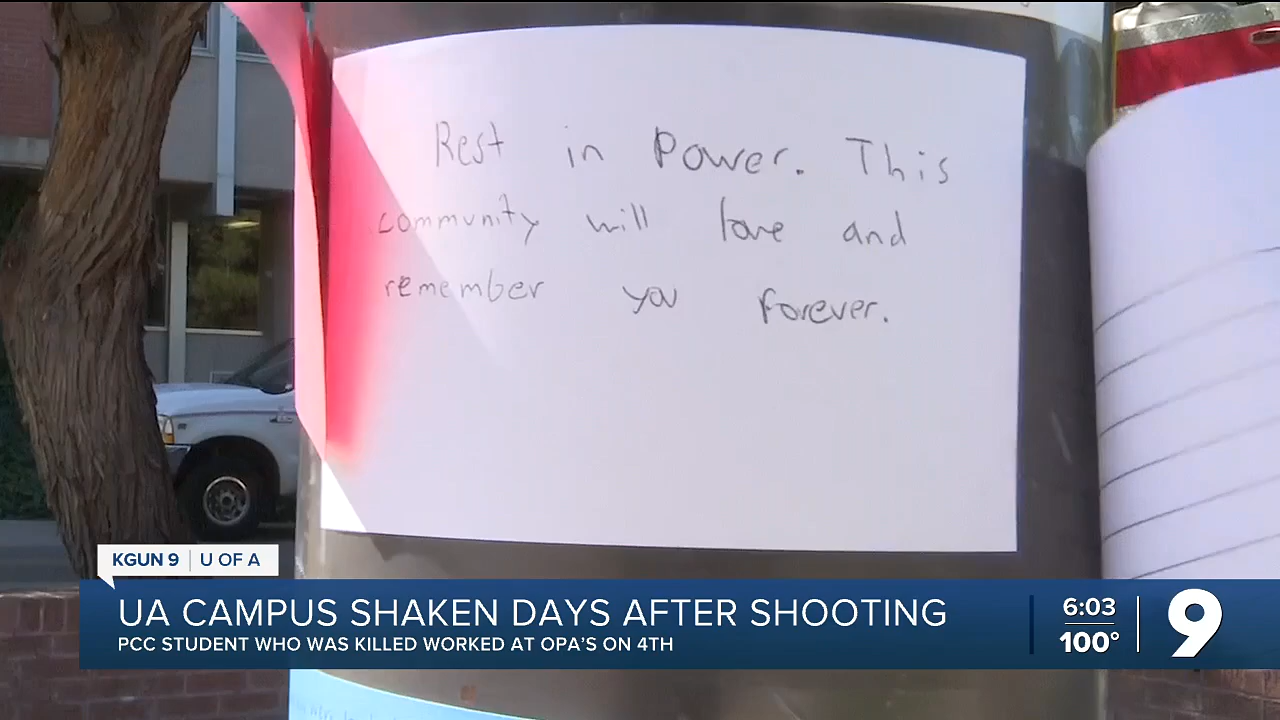 Rest in Power. This
community will love and
remember you forever.
KGUN 9 | U OF A
UA CAMPUS SHAKEN DAYS AFTER SHOOTING
PCC STUDENT WHO WAS KILLED WORKED AT OPA'S ON 4TH
6:03
100°
9